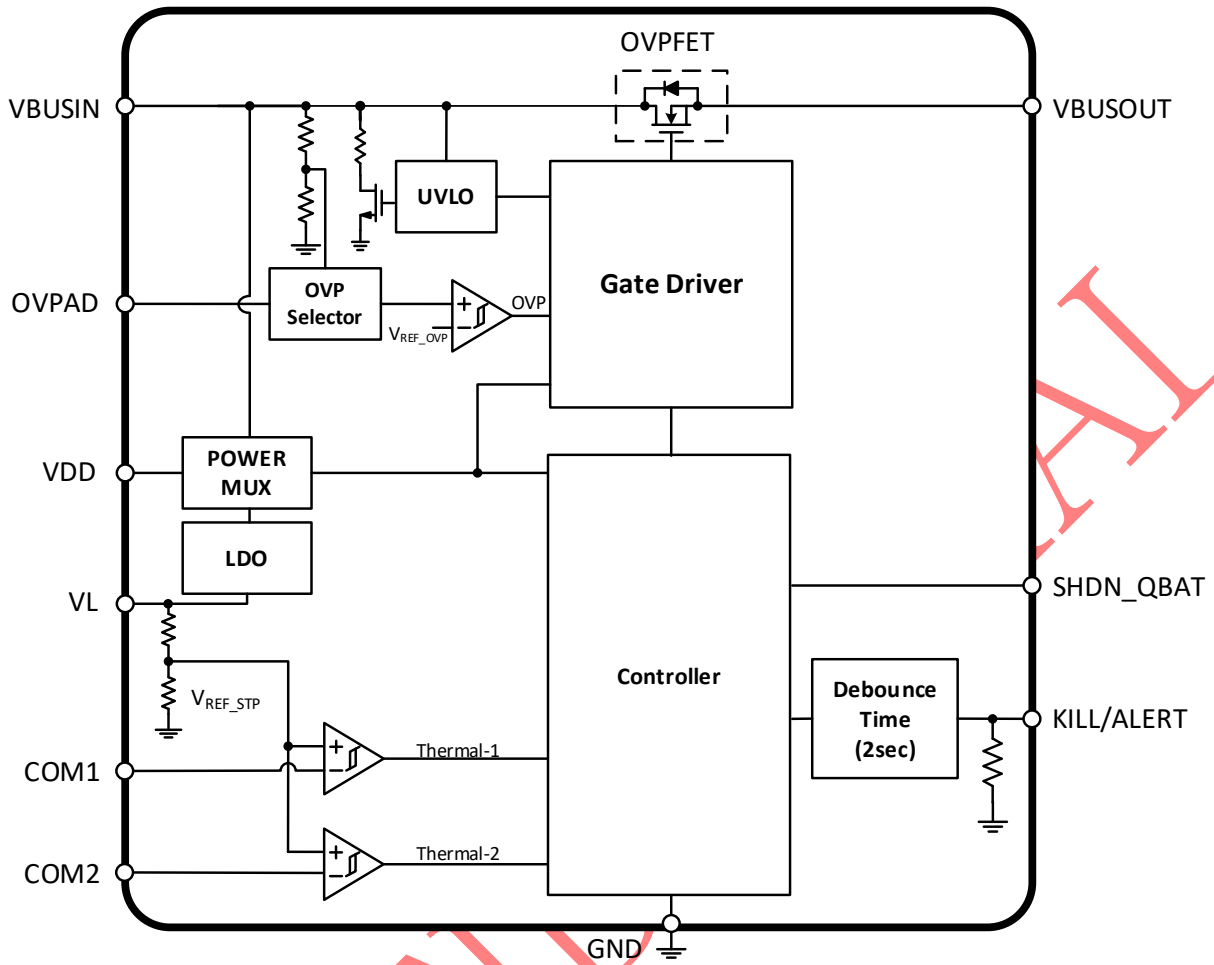 OVPFET
VBUSIN
VBUSOUT
UVLO
Gate Driver
OVPAD
OVP
Selector
+
−
VREF_OVP
OVP
VDD
POWER
MUX
LDO
VL
SHDN_QBAT
Controller
Debounce
Time
(2sec)
KILL/ALERT
VREF_STP
COM1
+
−
Thermal-1
COM2
+
−
Thermal-2
GND